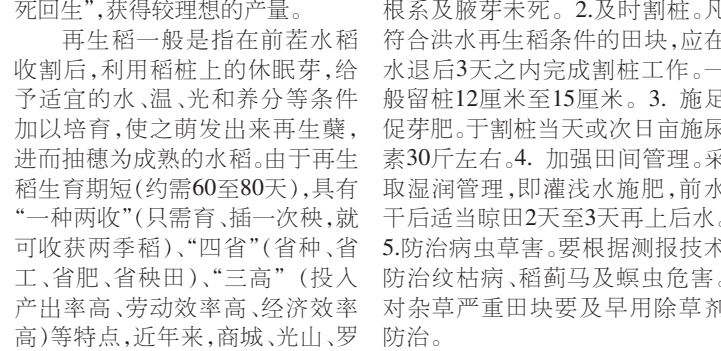 死回生”,获得较理想的产量。
再生稻一般是指在前茬水稻
收割后,利用稻桩上的休眠芽,给
予适宜的水、温、光和养分等条件
加以培育,使之萌发出来再生蘖,
进而抽穗为成熟的水稻。由于再生
稻生育期短(约需60至80天),具有
“一种两收”(只需育、插一次秧,就
可收获两季稻)、“四省”(省种、省
工、省肥、省秧田)、“三高” (投入
产出率高、劳动效率高、经济效率
高)等特点,近年来,商城、光山、罗
根系及腋芽未死。2.及时割桩。凡
符合洪水再生稻条件的田块,应在
水退后3天之内完成割桩工作。一
般留桩12厘米至15厘米。3. 施足
促芽肥。于割桩当天或次日亩施尿
素30斤左右。4. 加强田间管理。采
取湿润管理,即灌浅水施肥,前水
干后适当晾田2天至3天再上后水。
5.防治病虫草害。要根据测报技术
防治纹枯病、稻蓟马及螟虫危害。
对杂草严重田块要及早用除草剂
防治。